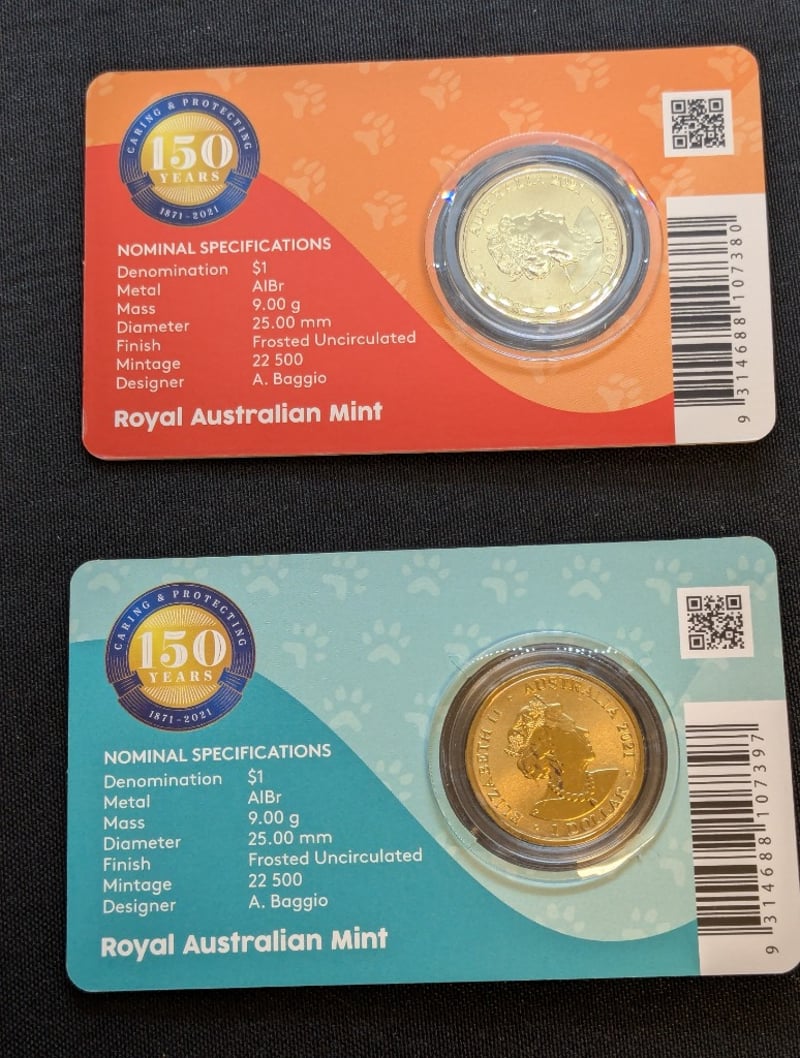 CARING & PROTECTING
150
YEARS
1871-2021
NOMINAL SPECIFICATIONS
Denomination $1
Metal AlBr
Mass 9.00 g
Diameter 25.00 mm
Finish Frosted Uncirculated
Mintage 22 500
Designer A. Baggio
Royal Australian Mint
AUSTRALIA 2021
9 314688 107380
CARING & PROTECTING
150
YEARS
1871-2021
NOMINAL SPECIFICATIONS
Denomination $1
Metal AlBr
Mass 9.00 g
Diameter 25.00 mm
Finish Frosted Uncirculated
Mintage 22 500
Designer A. Baggio
Royal Australian Mint
ELIZABETH II · AUSTRALIA 2021 · 1 DOLLAR ·
9 314688 107397